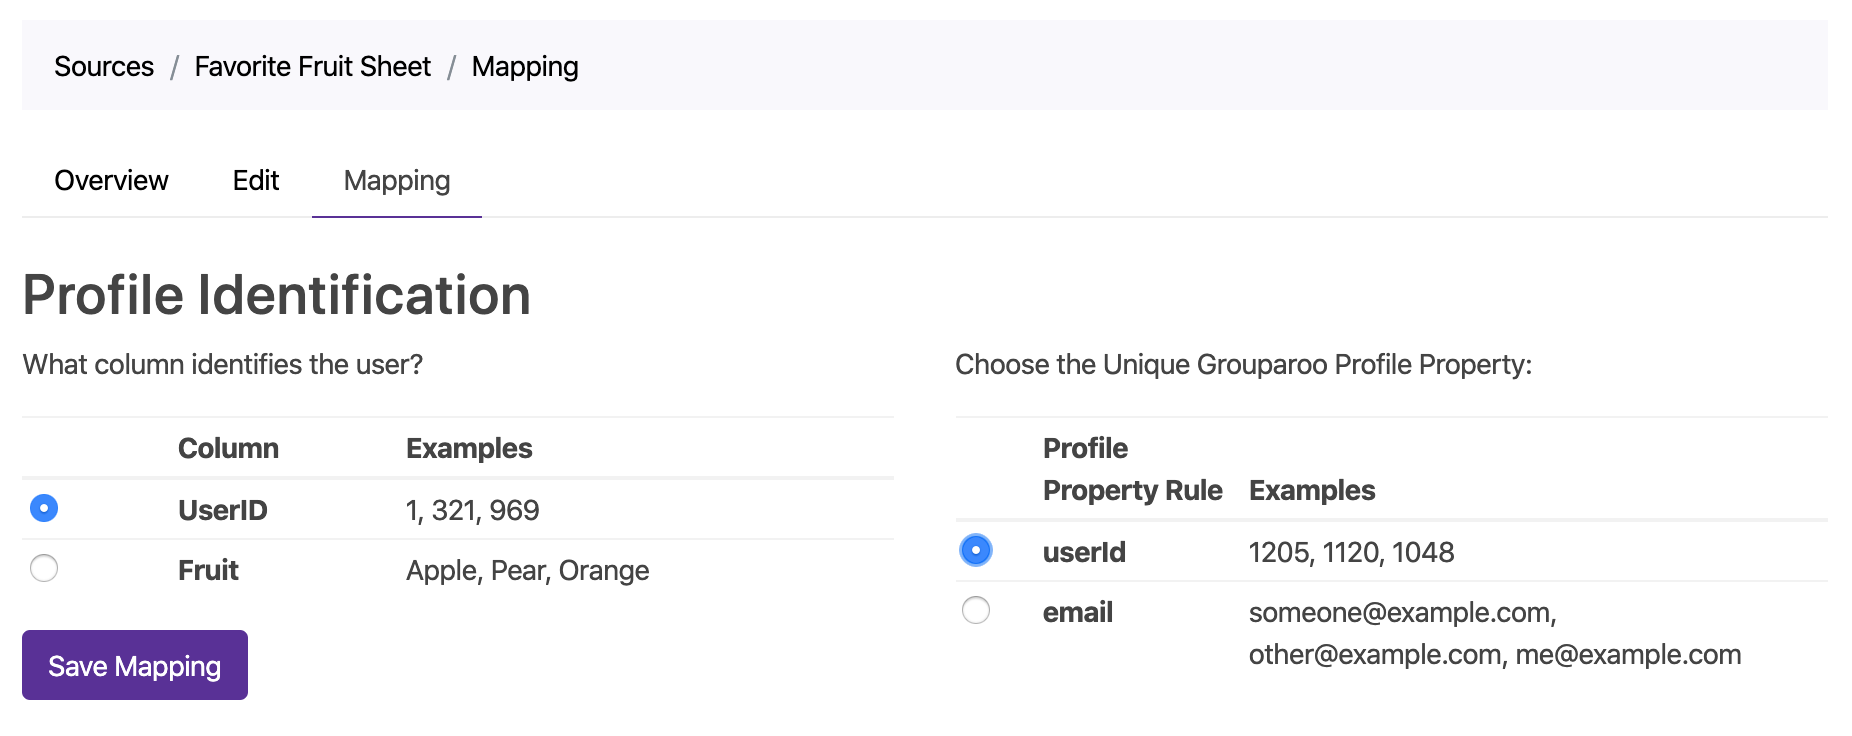 Sources / Favorite Fruit Sheet / Mapping
Overview Edit Mapping
Profile Identification
What column identifies the user?
Column Examples
UserID 1, 321, 969
Fruit Apple, Pear, Orange
Save Mapping
Choose the Unique Grouparoo Profile Property:
Profile
Property Rule Examples
userId 1205, 1120, 1048
email someone@example.com,
other@example.com, me@example.com